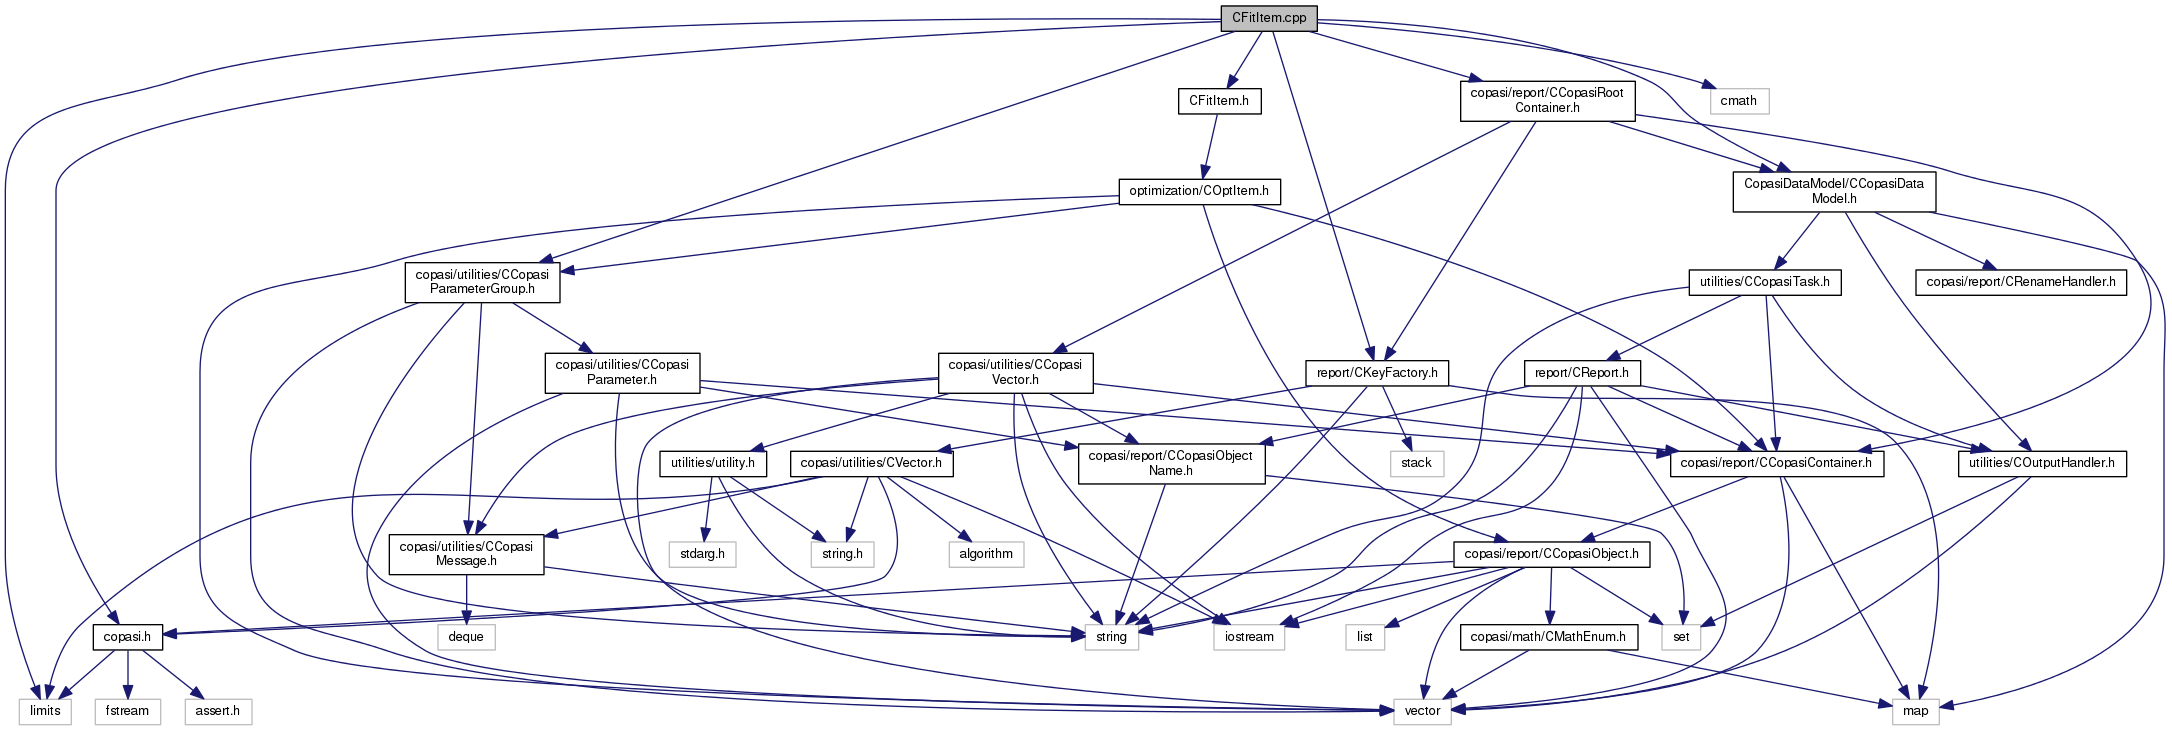 CFitItem.cpp
CFitItem.h
copasi/report/CCopasiRoot
Container.h
cmath
optimization/COptItem.h
CopasiDataModel/CCopasiData
Model.h
copasi/utilities/CCopasi
ParameterGroup.h
utilities/CCopasiTask.h
copasi/report/CRenameHandler.h
copasi/utilities/CCopasi
Parameter.h
copasi/utilities/CCopasi
Vector.h
report/CKeyFactory.h
report/CReport.h
utilities/utility.h
copasi/utilities/CVector.h
copasi/report/CCopasiObject
Name.h
stack
copasi/report/CCopasiContainer.h
utilities/COutputHandler.h
copasi/utilities/CCopasi
Message.h
stdarg.h
string.h
algorithm
copasi/report/CCopasiObject.h
copasi.h
deque
string
iostream
list
copasi/math/CMathEnum.h
set
limits
fstream
assert.h
vector
map